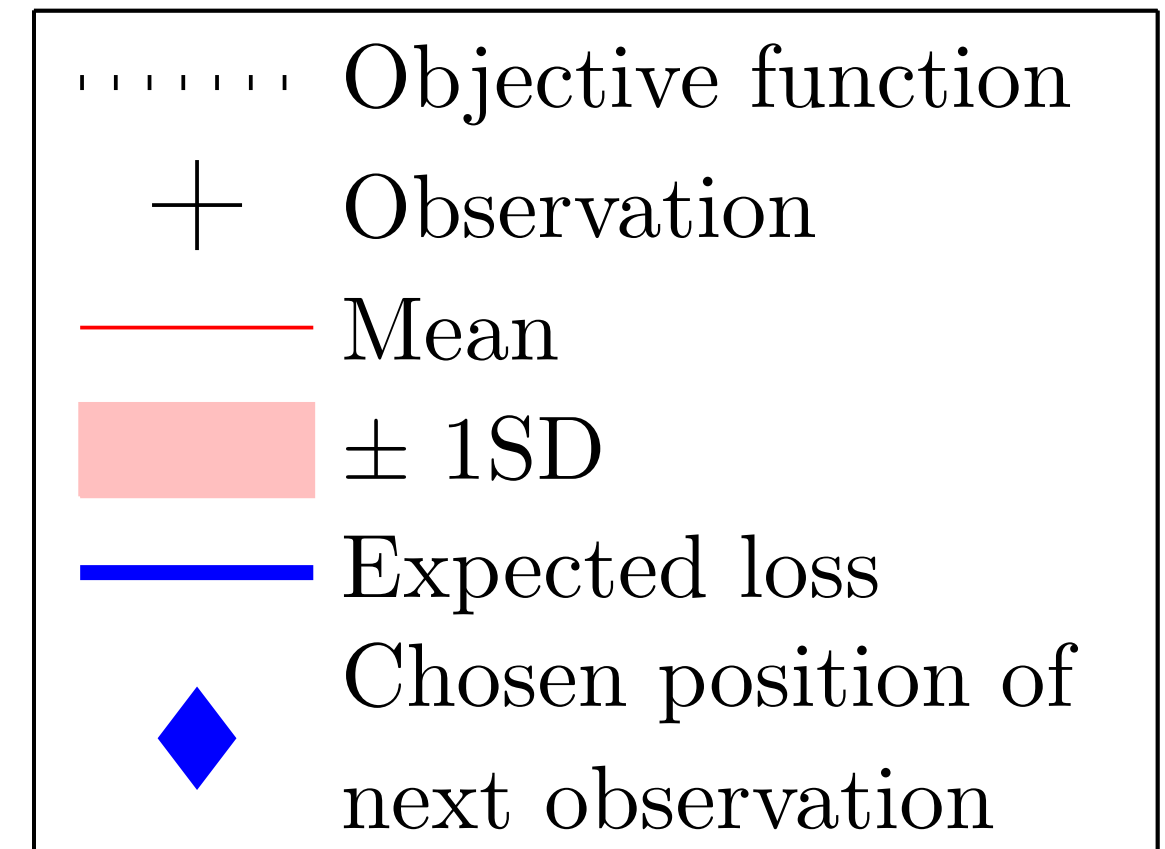 Objective function
Observation
Mean
± 1SD
Expected loss
Chosen position of
next observation